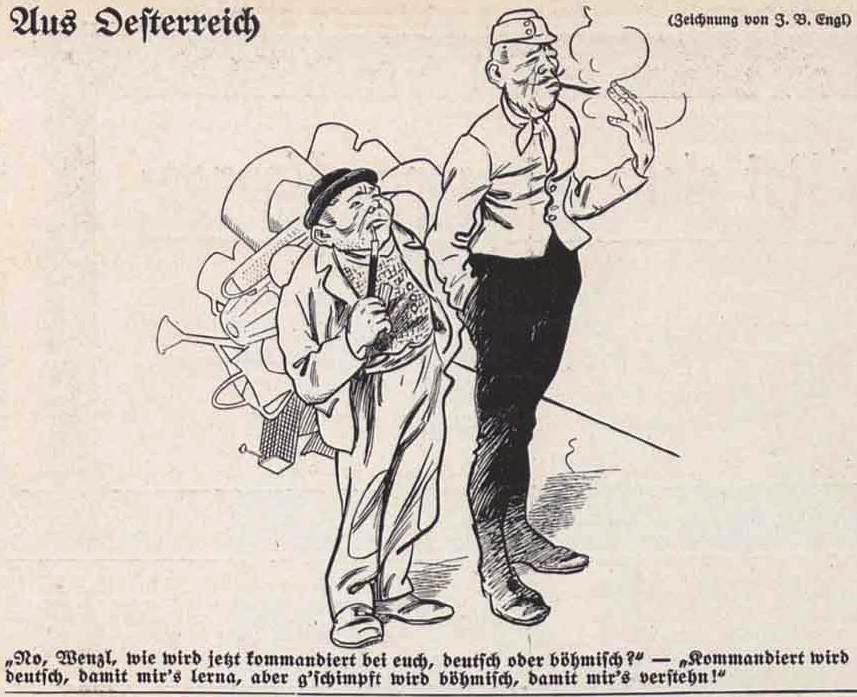 Aus Oesterreich
(Zeichnung von J. B. Engl)
„No, Wenzl, wie wird jetzt kommandiert bei euch, deutsch oder böhmisch?“ — „Kommandiert wird
deutsch, damit mir's lerna, aber g'schimpft wird böhmisch, damit mir's verstehn!“